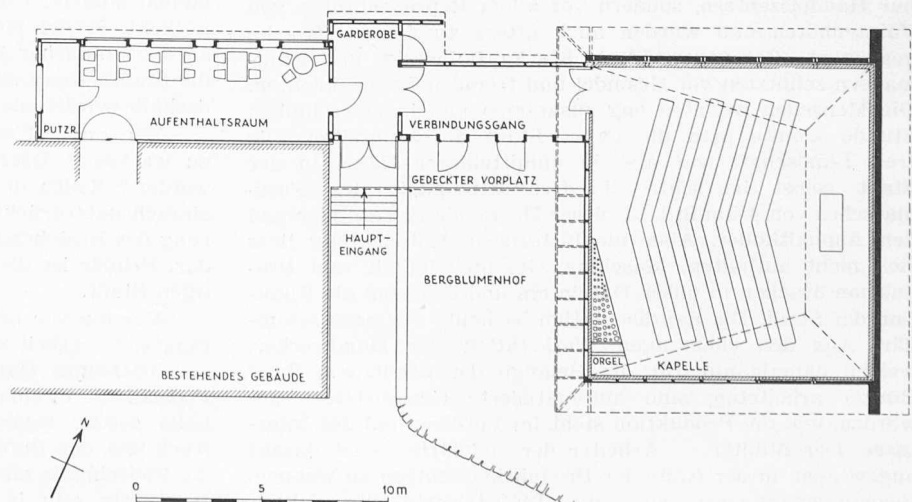 GARDEROBE
PUTZR.
AUFENTHALTSRAUM
VERBINDUNGSGANG
GEDECKTER VORPLATZ
HAUPT-
EINGANG
BERGBLUMENHOF
ORGEL
KAPELLE
BESTEHENDES GEBÄUDE
0 5 10 m